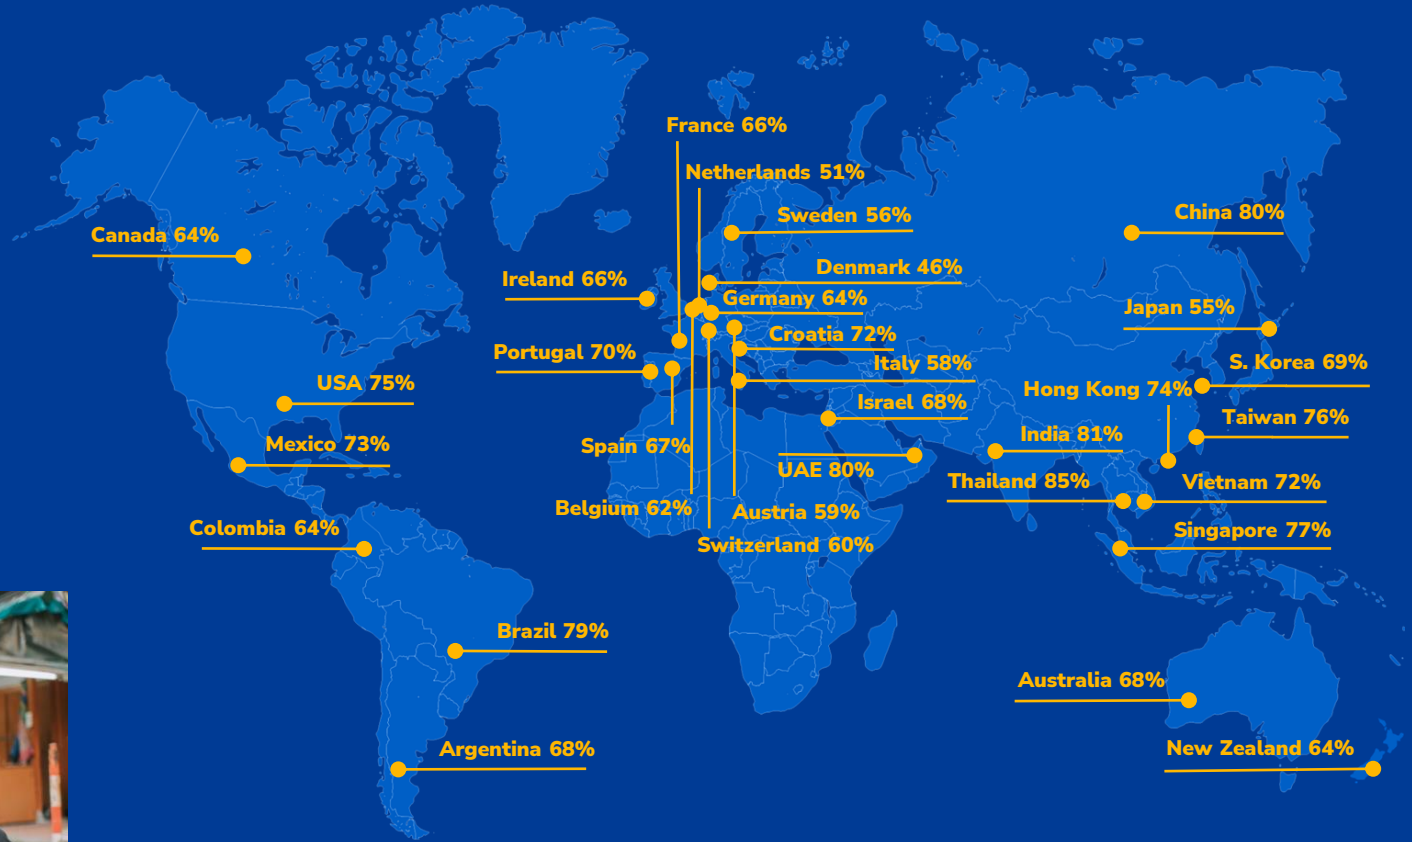 France 66%
Netherlands 51%
Sweden 56%
China 80%
Canada 64%
Denmark 46%
Ireland 66%
Germany 64%
Japan 55%
Croatia 72%
Portugal 70%
Italy 58%
S. Korea 69%
USA 75%
Hong Kong 74%
Israel 68%
Taiwan 76%
India 81%
Mexico 73%
Spain 67%
UAE 80%
Thailand 85%
Vietnam 72%
Belgium 62%
Austria 59%
Colombia 64%
Singapore 77%
Switzerland 60%
Brazil 79%
Australia 68%
Argentina 68%
New Zealand 64%